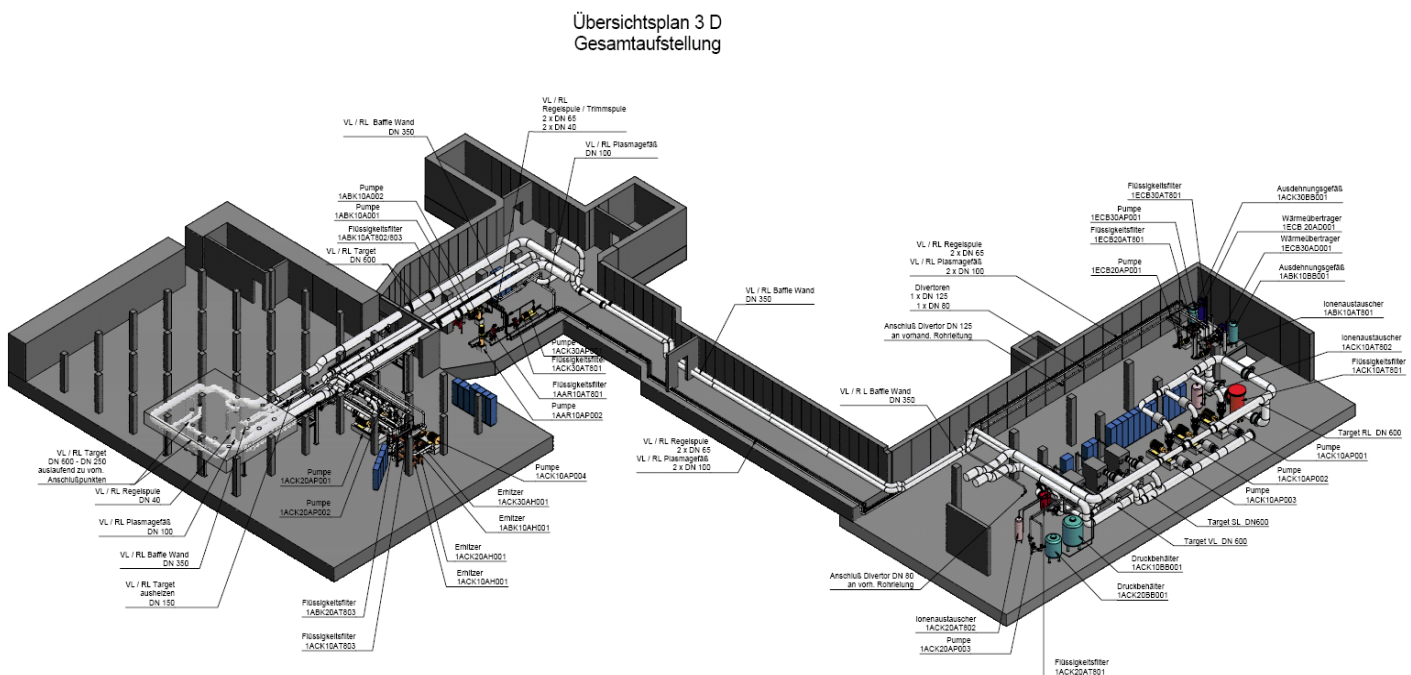 Übersichtsplan 3 D
Gesamtaufstellung
VL / RL
Regelspule / Trimmspule
2 x DN 65
2 x DN 40
VL / RL Baffle Wand
DN 350
VL / RL Plasmagefäß
DN 100
Pumpe
1ABK10A002
Pumpe
1ABK10A001
Flüssigkeitsfilter
1ABK10AT802/803
VL / RL Target
DN 600
Pumpe
1ACK30AT801
Flüssigkeitsfilter
Flüssigkeitsfilter
1AAR10AT801
Pumpe
1AAR10AP002
VL / RL Baffle Wand
DN 350
VL / RL Regelspule
2 x DN 65
VL / RL Plasmagefäß
2 x DN 100
VL / RL Target
DN 600 - DN 250
auslaufend zu vorh.
Anschlußpunkten
VL / RL Regelspule
DN 40
VL / RL Plasmagefäß
DN 100
VL / RL Baffle Wand
DN 350
VL / RL Target
ausheizen
DN 150
Pumpe
1ACK20AP001
Pumpe
1ACK20AP002
Pumpe
1ACK10AP004
Erhitzer
1ACK30AH001
Erhitzer
1ABK10AH001
Erhitzer
1ACK20AH001
Erhitzer
1ACK10AH001
Flüssigkeitsfilter
1ABK20AT803
Flüssigkeitsfilter
1ACK10AT803
Flüssigkeitsfilter
1ECB30AT801
Pumpe
1ECB30AP001
Flüssigkeitsfilter
1ECB20AT801
Pumpe
1ECB20AP001
VL / RL Regelspule
2 x DN 65
VL / RL Plasmagefäß
2 x DN 100
Divertoren
1 x DN 125
1 x DN 80
Anschluß Divertor DN 125
an vorhand. Rohrleitung
VL / R L Baffle Wand
DN 350
Ausdehnungsgefäß
1ACK30BB001
Wärmeübertrager
1ECB 20AD001
Wärmeübertrager
1ECB30AD001
Ausdehnungsgefäß
1ABK10BB001
Ionenaustauscher
1ABK10AT801
Ionenaustauscher
1ACK10AT802
Flüssigkeitsfilter
1ACK10AT801
Target RL DN 600
Pumpe
1ACK10AP001
Pumpe
1ACK10AP002
Pumpe
1ACK10AP003
Target SL DN600
Target VL DN 600
Druckbehälter
1ACK10BB001
Druckbehälter
1ACK20BB001
Anschluß Divertor DN 80
an vorh. Rohrleitung
Ionenaustauscher
1ACK20AT802
Pumpe
1ACK20AP003
Flüssigkeitsfilter
1ACK20AT801